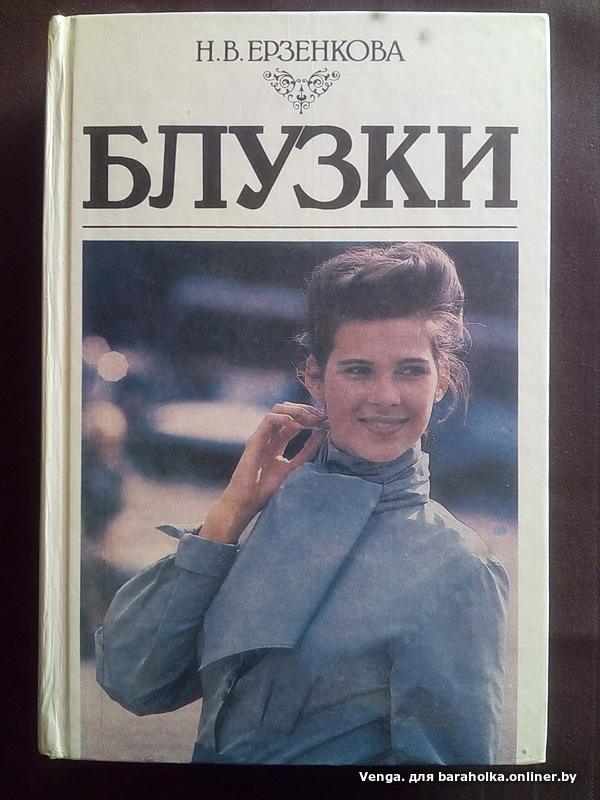 Н.В.ЕРЗЕНКОВА
БЛУЗКИ
Venga. для baraholka.onliner.by